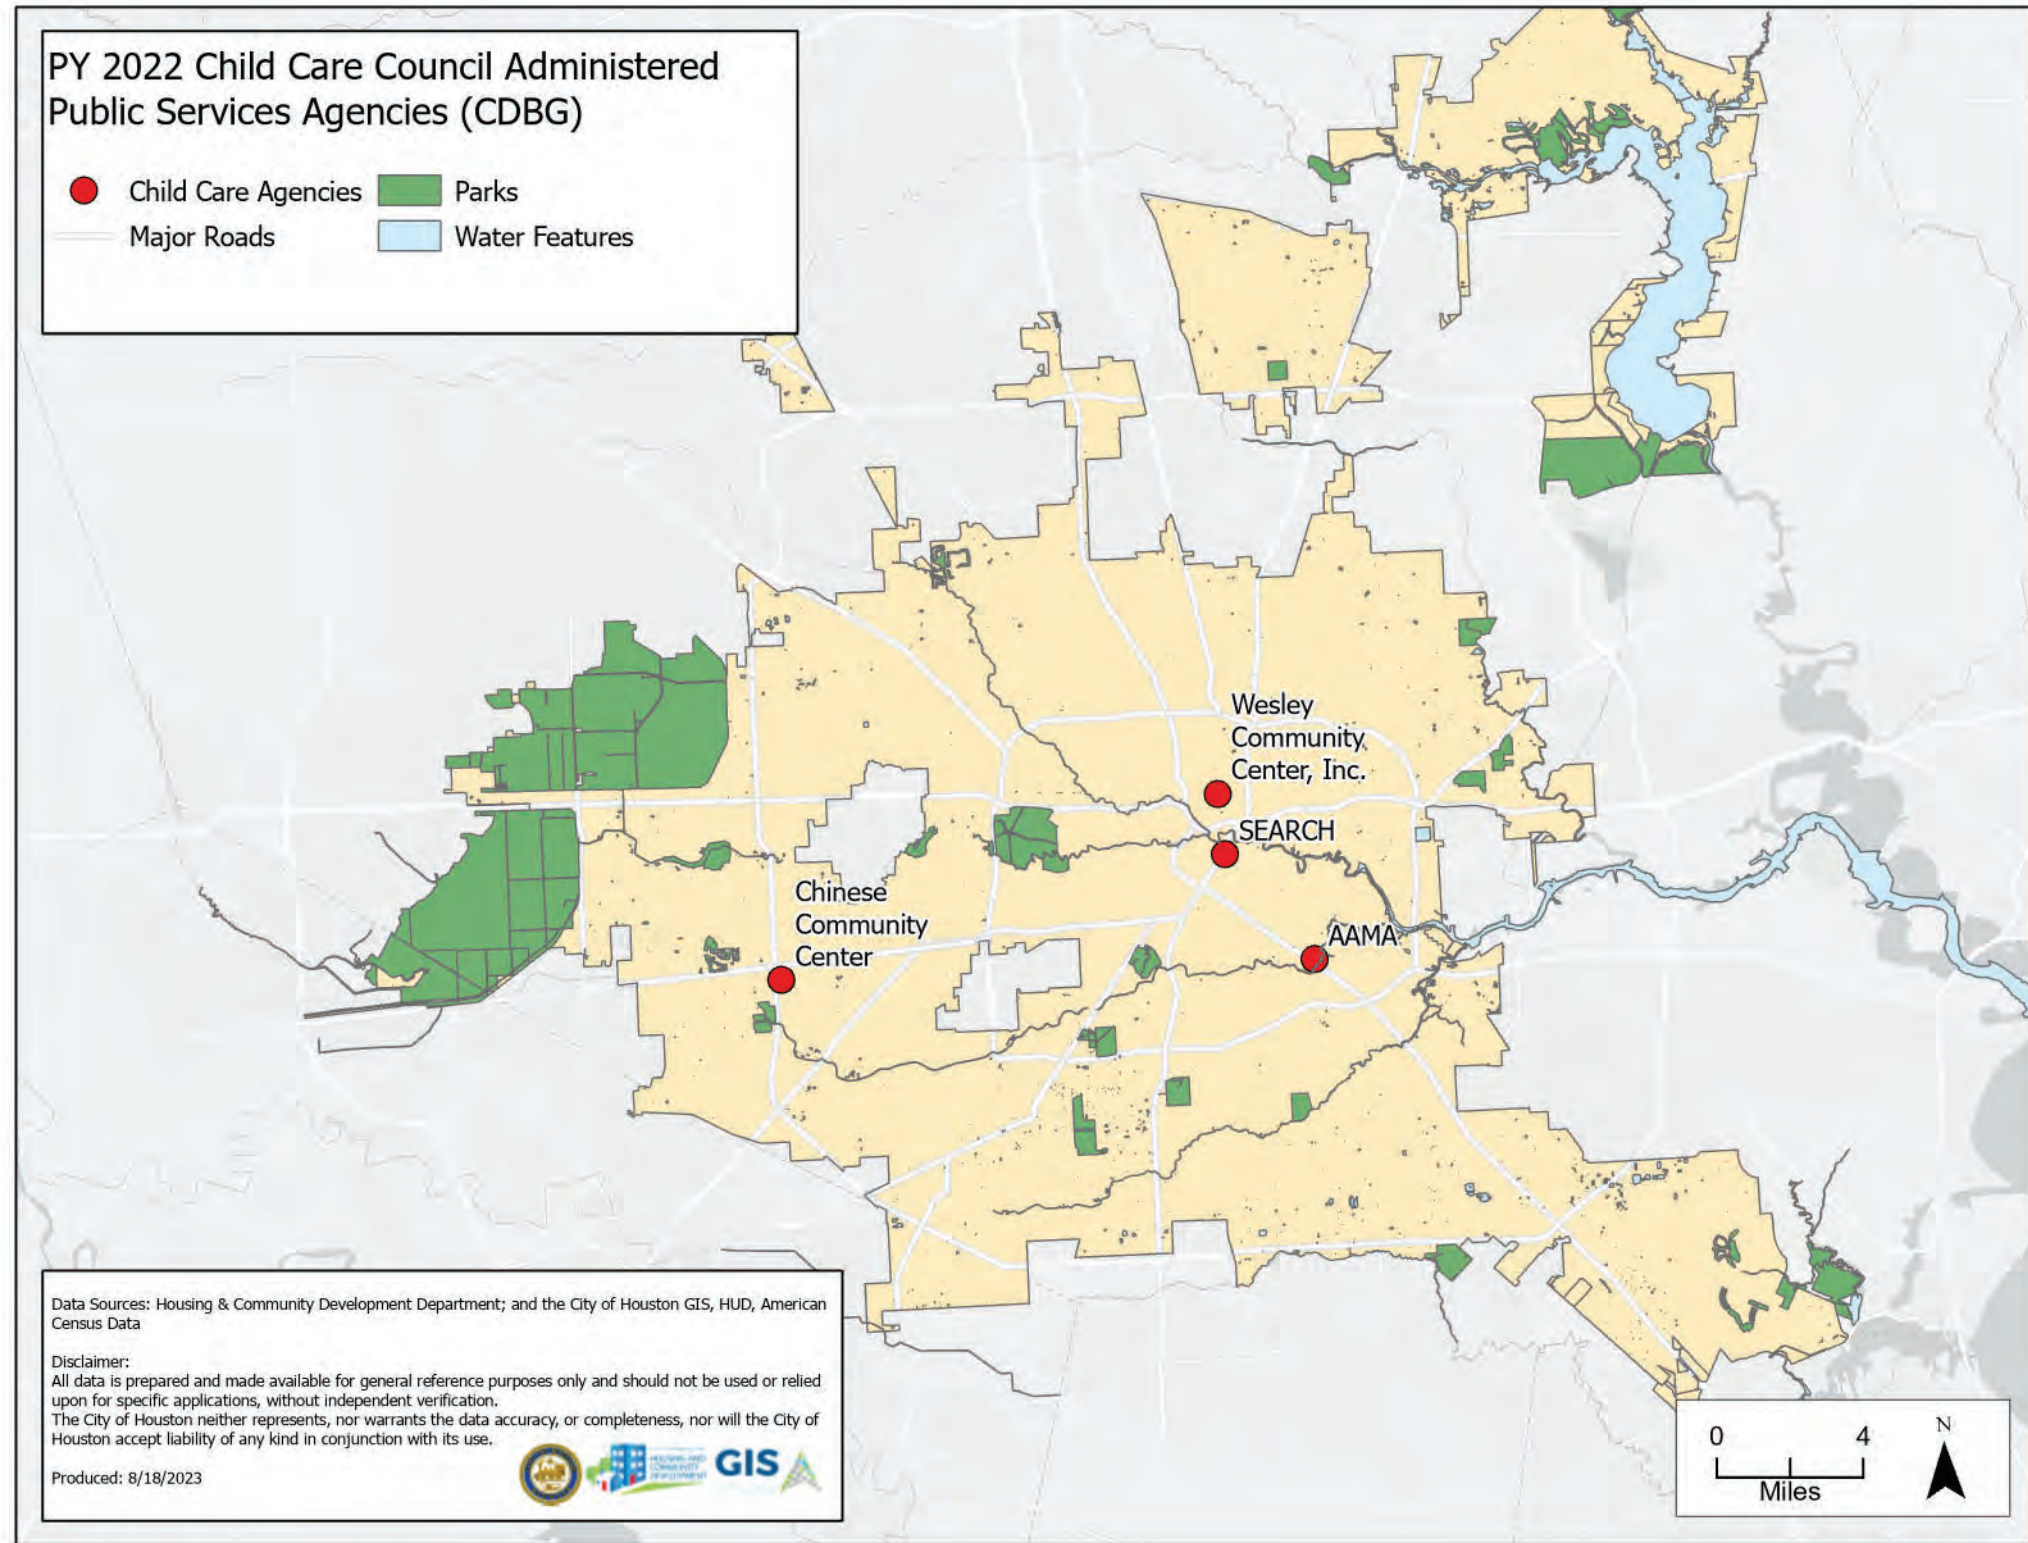 PY 2022 Child Care Council Administered
Public Services Agencies (CDBG)
Child Care Agencies
Parks
Major Roads
Water Features
Wesley
Community
Center, Inc.
SEARCH
Chinese
Community
Center
AAMA
Data Sources: Housing & Community Development Department; and the City of Houston GIS, HUD, American
Census Data
Disclaimer:
All data is prepared and made available for general reference purposes only and should not be used or relied
upon for specific applications, without independent verification.
The City of Houston neither represents, nor warrants the data accuracy, or completeness, nor will the City of
Houston accept liability of any kind in conjunction with its use.
HOUSING AND
COMMUNITY
DEVELOPMENT
GIS
Produced: 8/18/2023
0 4
Miles
N